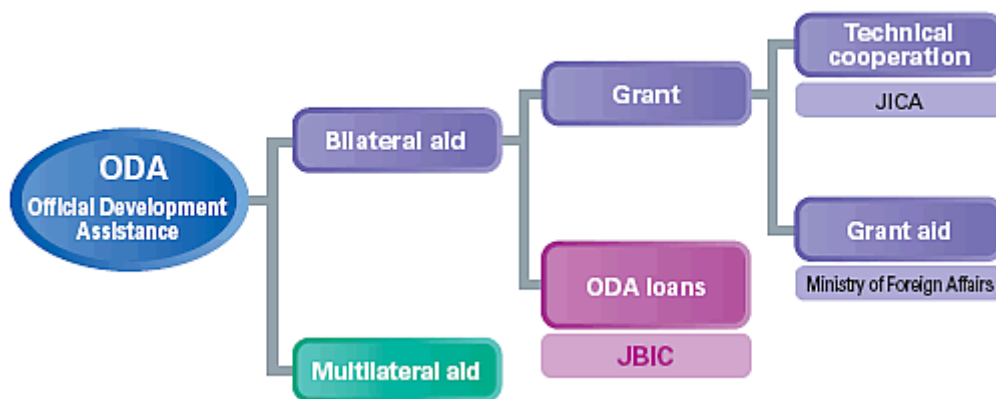 ODA
Official Development
Assistance
Bilateral aid
Multilateral aid
Grant
ODA loans
JBIC
Technical
cooperation
JICA
Grant aid
Ministry of Foreign Affairs